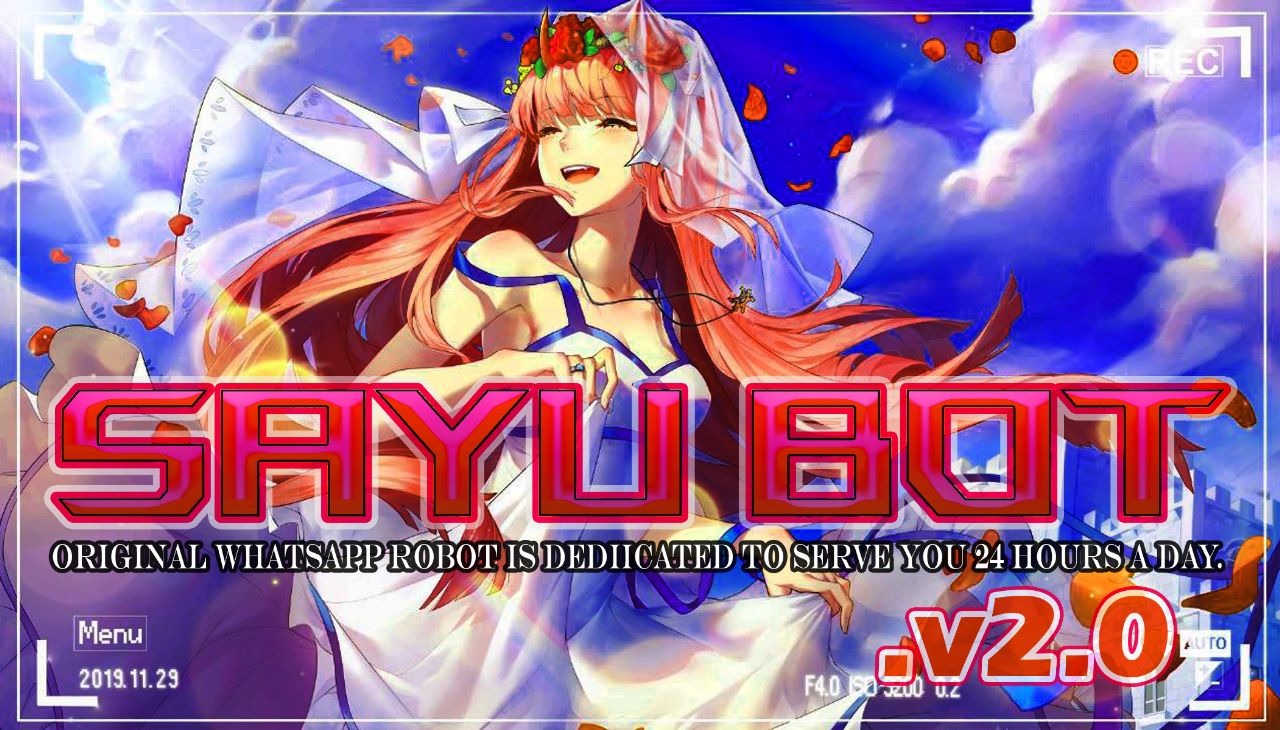 REC
SAYU BOT
ORIGINAL WHATSAPP ROBOT IS DEDIICATED TO SERVE YOU 24 HOURS A DAY.
.v2.0
Menu
AUTO
2019.11.29
F4.0 ISO 3200 0.2